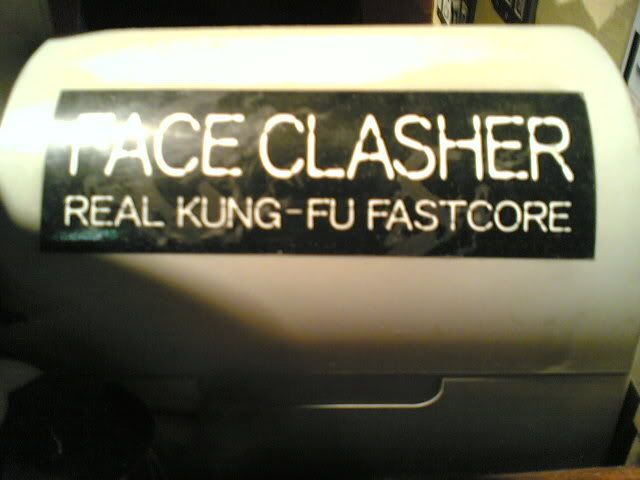 FACE CLASHER
REAL KUNG-FU FASTCORE